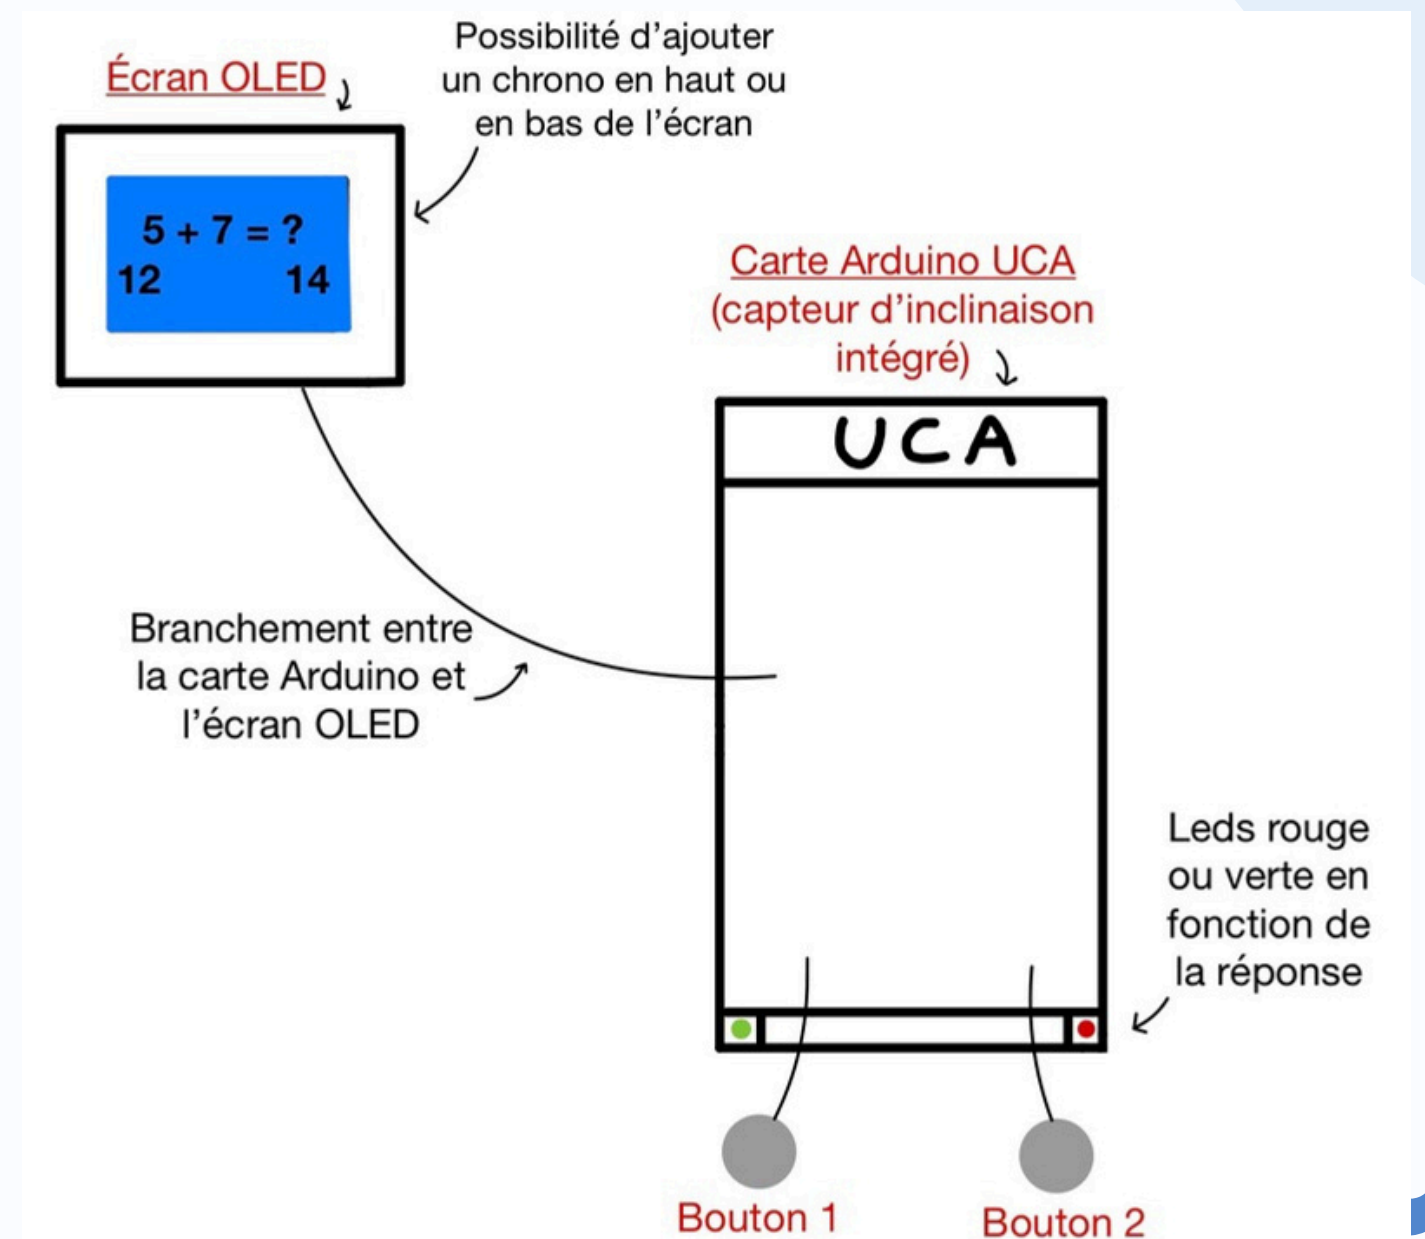 Possibilité d'ajouter
un chrono en haut ou
en bas de l'écran
Écran OLED
5 + 7 = ?
12 14
Carte Arduino UCA
(capteur d'inclinaison
intégré)
UCA
Branchement entre
la carte Arduino et
l'écran OLED
Leds rouge
ou verte en
fonction de
la réponse
Bouton 1
Bouton 2